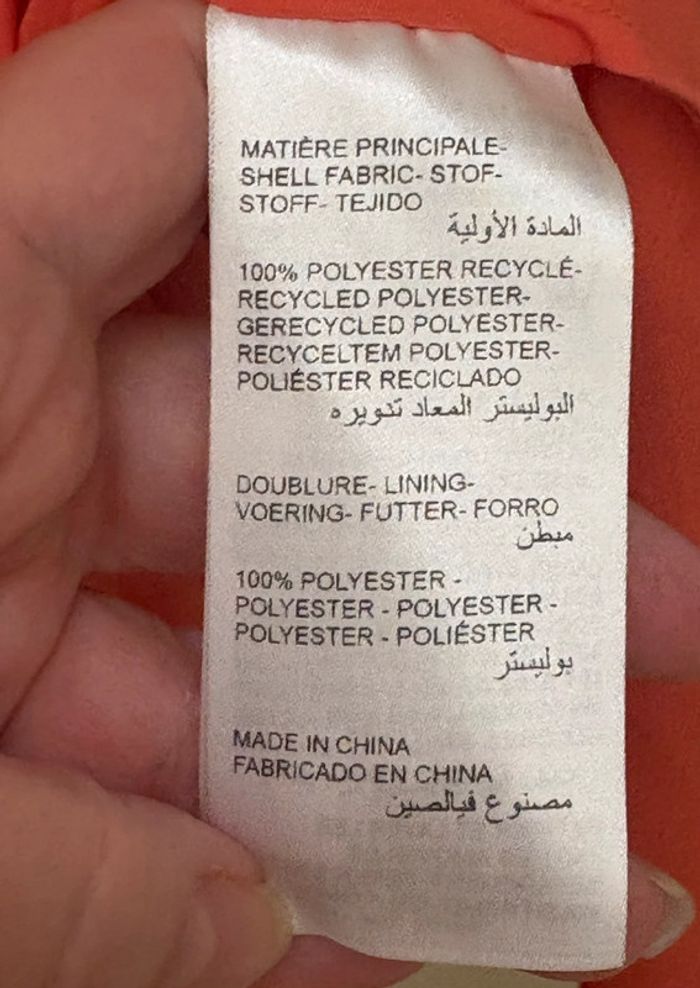 MATIÈRE PRINCIPALE-
SHELL FABRIC- STOF-
STOFF- TEJIDO
المادة الأولية
100% POLYESTER RECYCLÉ-
RECYCLED POLYESTER-
GERECYCLED POLYESTER-
RECYCELTEM POLYESTER-
POLIÉSTER RECICLADO
البوليستر المعاد تدويره
DOUBLURE- LINING-
VOERING- FUTTER- FORRO
مبطن
100% POLYESTER -
POLYESTER - POLYESTER -
POLYESTER - POLIÉSTER
بوليستر
MADE IN CHINA
FABRICADO EN CHINA
مصنوع فيالصين